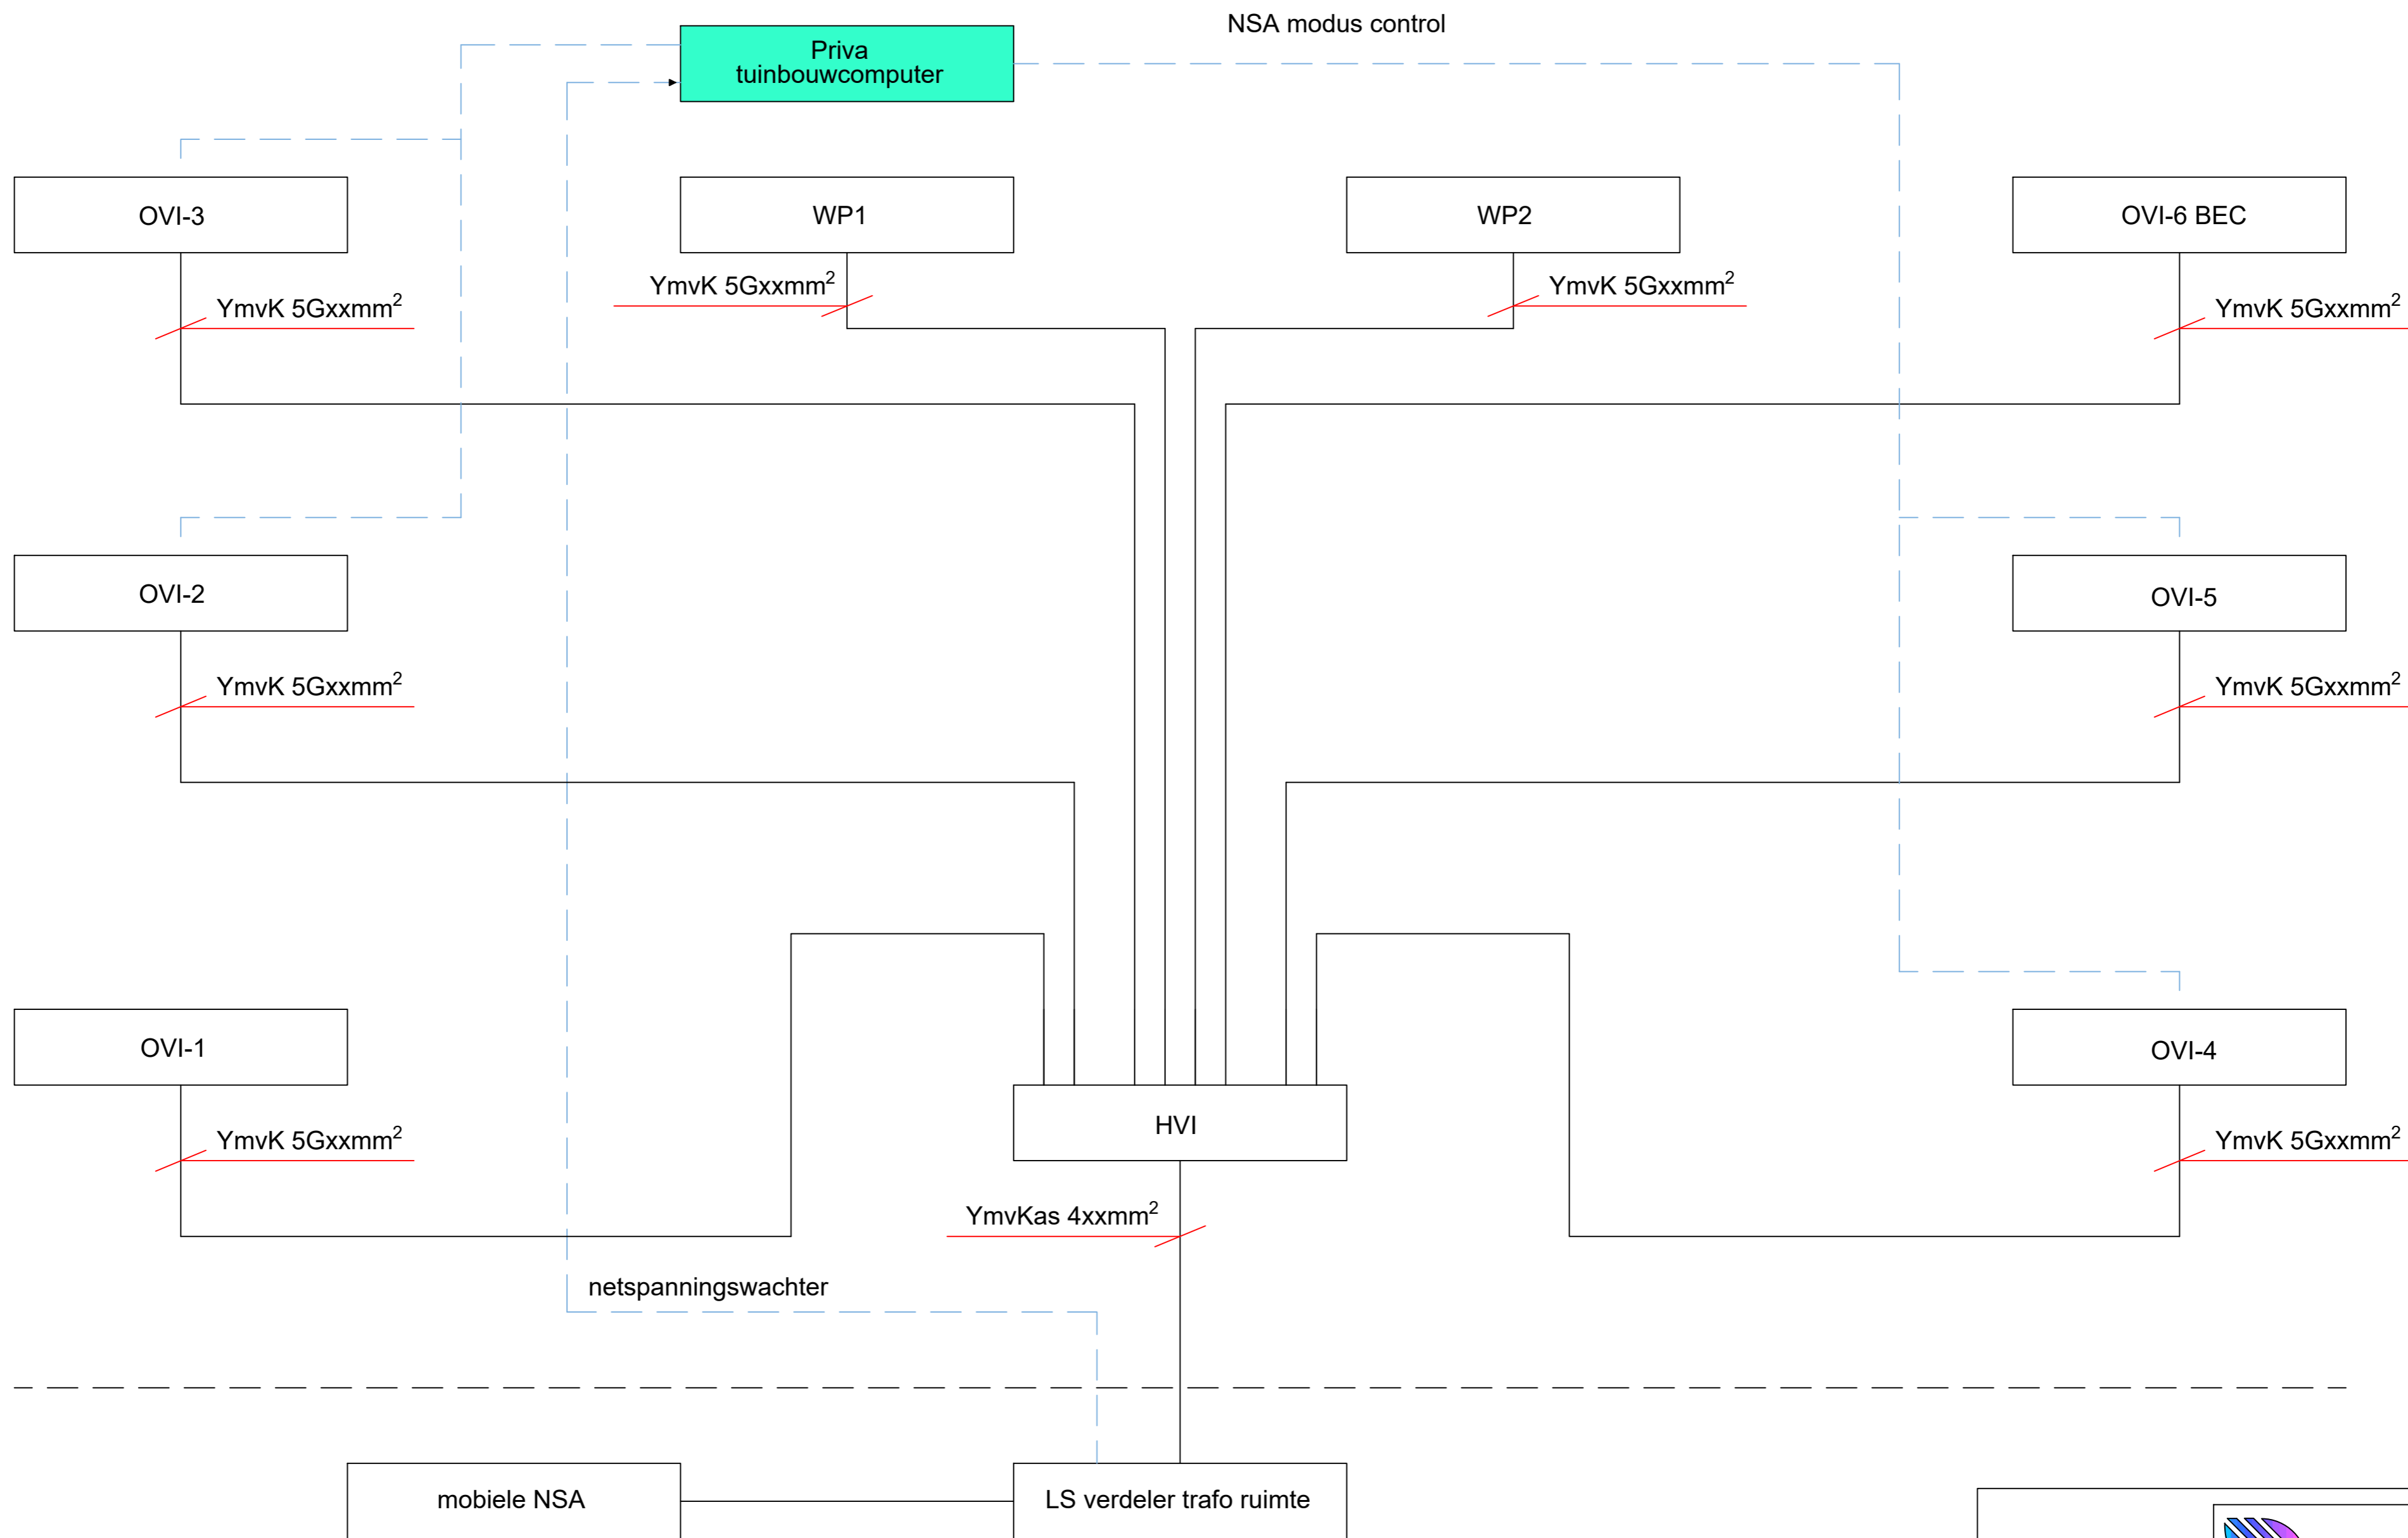 NSA modus control
Priva
tuinbouwcomputer
OVI-3
WP1
WP2
OVI-6 BEC
YmvK 5Gxxmm²
YmvK 5Gxxmm²
YmvK 5Gxxmm²
YmvK 5Gxxmm²
OVI-2
OVI-5
YmvK 5Gxxmm²
YmvK 5Gxxmm²
OVI-1
OVI-4
HVI
YmvK 5Gxxmm²
YmvK 5Gxxmm²
YmvKas 4xxmm²
netspanningswachter
mobiele NSA
LS verdeler trafo ruimte